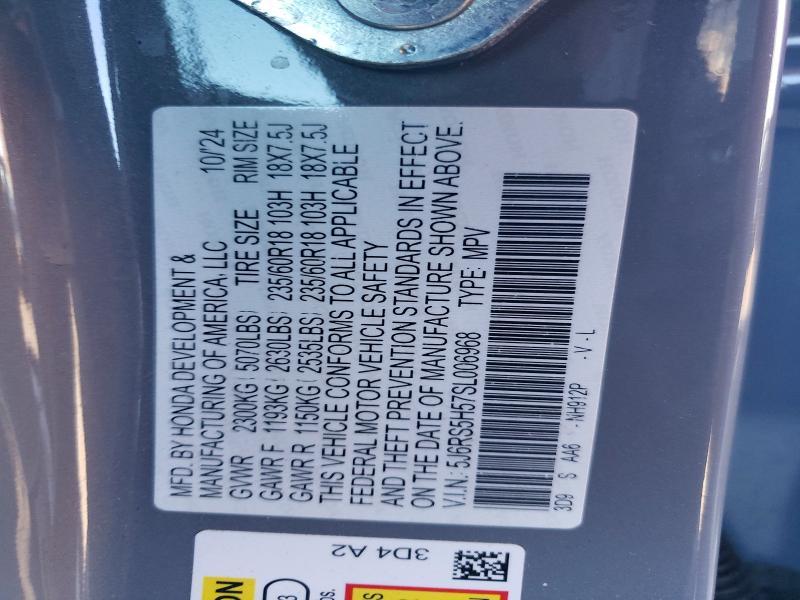 MFD. BY HONDA DEVELOPMENT &
MANUFACTURING OF AMERICA, LLC 10/'24
GVWR 2300KG( 5070LBS) TIRE SIZE RIM SIZE
GAWR F 1193KG( 2630LBS) 235/60R18 103H 18X7.5J
GAWR R 1150KG( 2535LBS) 235/60R18 103H 18X7.5J
THIS VEHICLE CONFORMS TO ALL APPLICABLE
FEDERAL MOTOR VEHICLE SAFETY
AND THEFT PREVENTION STANDARDS IN EFFECT
ON THE DATE OF MANUFACTURE SHOWN ABOVE.
V.I.N: 5J6RS5H57SL006968 TYPE: MPV
3D9 S AA6 -NH912P -V-L
3D4 A2